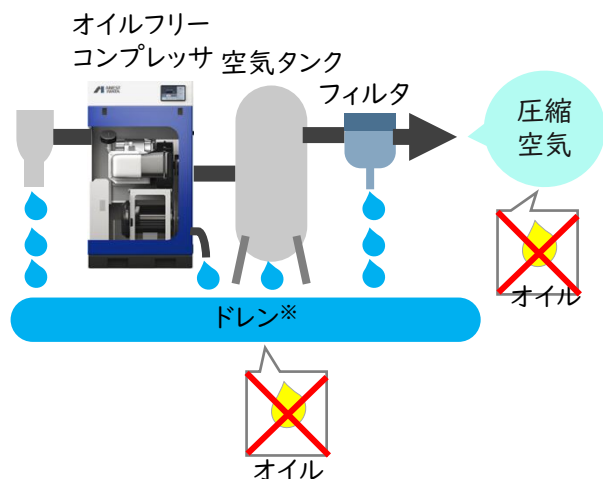 オイルフリー
コンプレッサ
空気タンク
フィルタ
圧縮
空気
オイル
ドレン※
オイル